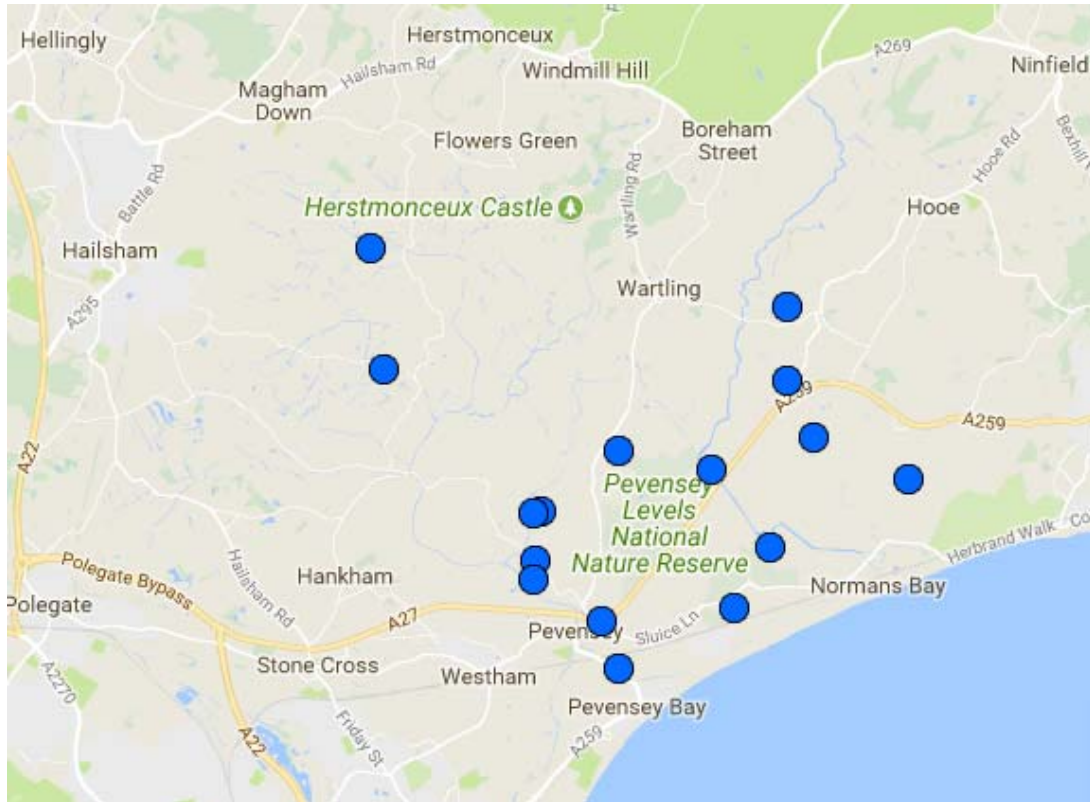 Hellingly
Herstmonceux
A269
Ninfield
Hailsham Rd
Windmill Hill
Magham
Down
Flowers Green
Boreham
Street
Hooe Rd
Bexhill
Battle Rd
Wartling Rd
Herstmonceux Castle
Hooe
Hailsham
Wartling
A295
A259
A259
A22
Pevensey
Levels
National
Nature Reserve
Herbrand Walk
Co
Polegate Bypass
Hailsham Rd
Hankham
Normans Bay
Polegate
A27
Pevensey
Sluice Ln
Stone Cross
Westham
A2270
Pevensey Bay
A22
Friday St
A259